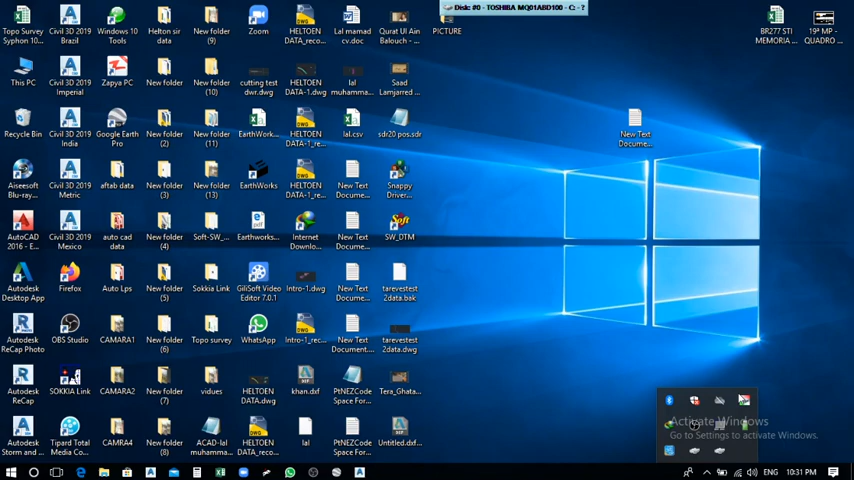 Disk: #0 - TOSHIBA MQ01ABD100 - C: - ?
Topo Survey
Syphon 10...
Civil 3D 2019
Brazil
Windows 10
Tools
Helton sir
data
New folder
(9)
Zoom
HELTOEN
DATA_reco...
Lal mamad
cv.doc
Qurat Ul Ain
Balouch - ...
PICTURE
BR277 STI
MEMORIA ...
19ª MP -
QUADRO ...
This PC
Civil 3D 2019
Imperial
Zapya PC
New folder
New folder
(10)
cutting test
dwr.dwg
HELTOEN
DATA-1.dwg
lal
muhamma...
Saad
Lamjarred ...
Recycle Bin
Civil 3D 2019
India
Google Earth
Pro
New folder
(2)
New folder
(11)
EarthWork...
HELTOEN
DATA-1_re...
lal.csv
sdr20 pos.sdr
New Text
Docume...
Aiseesoft
Blu-ray...
Civil 3D 2019
Metric
aftab data
New folder
(3)
New folder
(13)
EarthWorks
HELTOEN
DATA-1_re...
New Text
Docume...
Snappy
Driver...
AutoCAD
2016 - E...
Civil 3D 2019
Mexico
auto cad
data
New folder
(4)
Soft-SW_...
Earthworks...
Internet
Downlo...
New Text
Docume...
Soft
SW_DTM
Autodesk
Desktop App
Firefox
Auto Lps
New folder
(5)
Sokkia Link
GiliSoft Video
Editor 7.0.1
Intro-1.dwg
New Text
Docume...
tarevestest
2data.bak
Autodesk
ReCap Photo
OBS Studio
CAMARA1
New folder
(6)
Topo survey
WhatsApp
Intro-1_rec...
New Text
Document...
tarevestest
2data.dwg
Autodesk
ReCap
SOKKIA Link
CAMARA2
New folder
(7)
vidues
HELTOEN.dwg
khan.dxf
PtNEZCode
Space For...
Tera_Ghata...
Autodesk
Storm and ...
Tipard Total
Media Co...
CAMRA4
New folder
(8)
ACAD-lal
muhamma...
HELTOEN
DATA_reco...
lal
PtNEZCode
Space For...
Untitled.dxf...
Activate Windows
Go to Settings to activate Windows.
ENG
10:31 PM